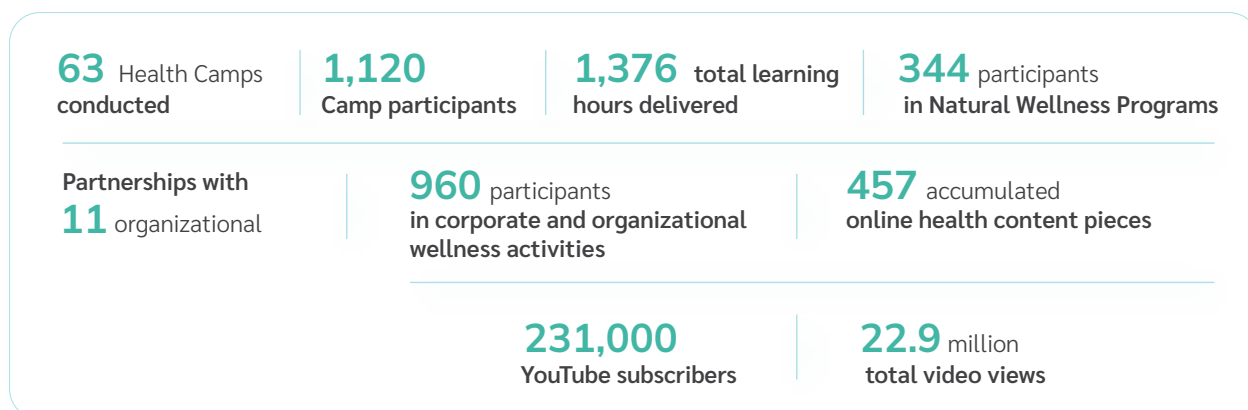 63 Health Camps
conducted
1,120
Camp participants
1,376 total learning
hours delivered
344 participants
in Natural Wellness Programs
Partnerships with
11 organizational
960 participants
in corporate and organizational
wellness activities
457 accumulated
online health content pieces
231,000
YouTube subscribers
22.9 million
total video views